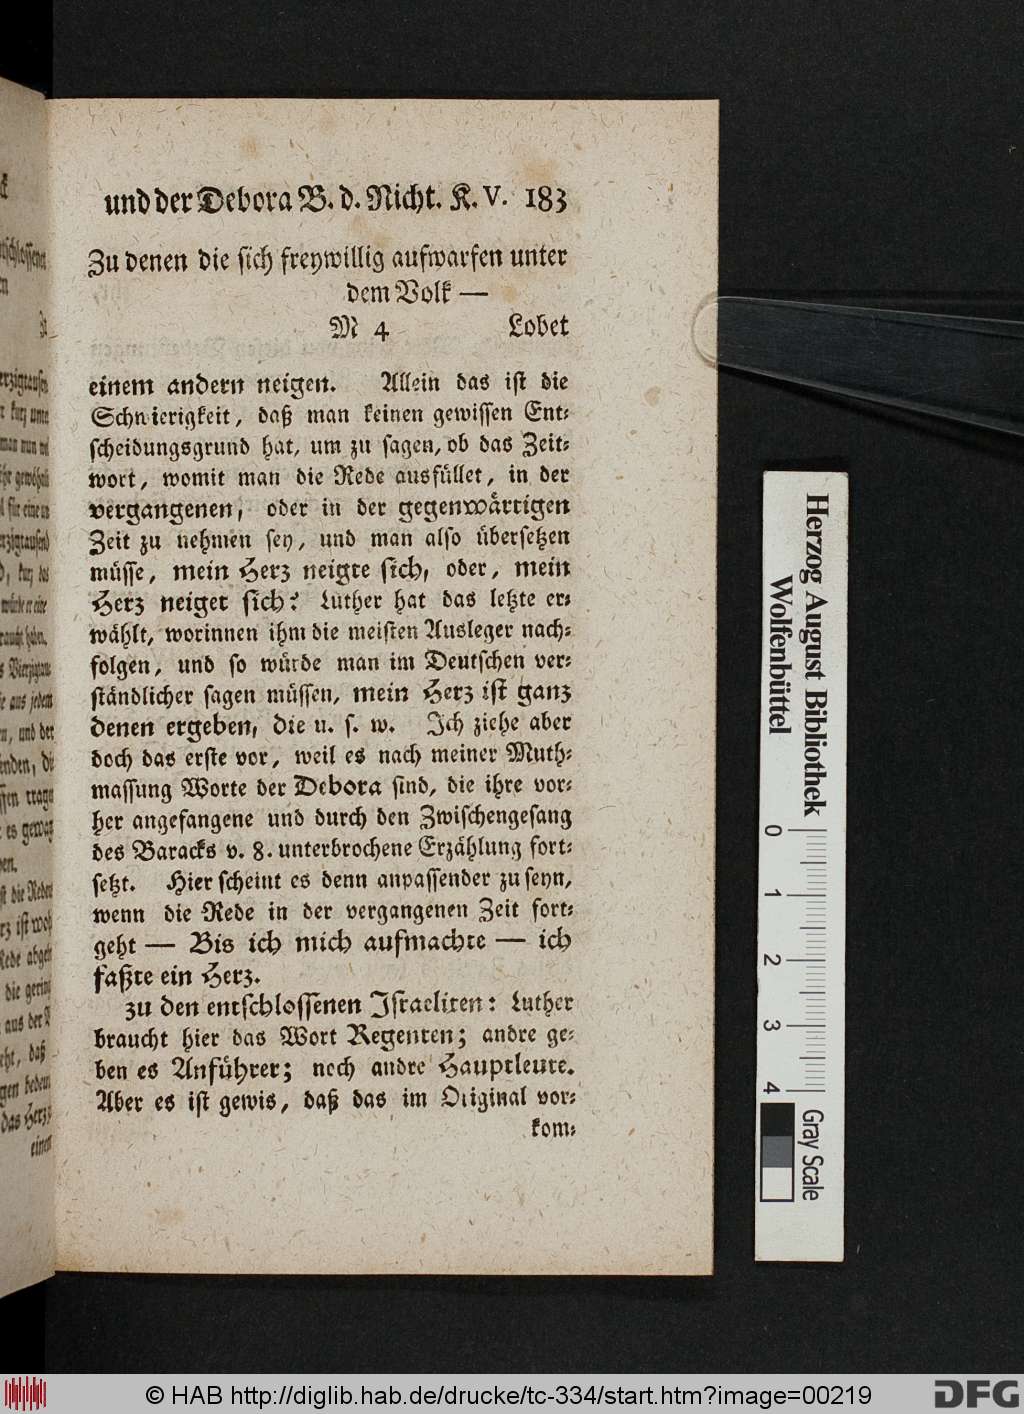 und der Debora B. d. Richt. K. V. 183
Zu denen die sich freywillig aufwarfen unter
dem Volk —
M 4 Lobet
einem andern neigen. Allein das ist die
Schwierigkeit, daß man keinen gewissen Ent⸗
scheidungsgrund hat, um zu sagen, ob das Zeit⸗
wort, womit man die Rede ausfüllet, in der
vergangenen, oder in der gegenwärtigen
Zeit zu nehmen sey, und man also übersetzen
müsse, mein Herz neigte sich, oder, mein
Herz neiget sich? Luther hat das letzte er⸗
wählt, worinnen ihm die meisten Ausleger nach⸗
folgen, und so würde man im Deutschen ver⸗
ständlicher sagen müssen, mein Herz ist ganz
denen ergeben, die u. s. w. Ich ziehe aber
doch das erste vor, weil es nach meiner Muth⸗
massung Worte der Debora sind, die ihre vor⸗
her angefangene und durch den Zwischengesang
des Baracks v. 8. unterbrochene Erzählung fort⸗
setzt. Hier scheint es denn anpassender zu seyn,
wenn die Rede in der vergangenen Zeit fort⸗
geht — Bis ich mich aufmachte — ich
faßte ein Herz.
zu den entschlossenen Israeliten: Luther
braucht hier das Wort Regenten; andre ge⸗
ben es Anführer; noch andre Hauptleute.
Aber es ist gewis, daß das im Original vor⸗
kom⸗
Herzog August Bibliothek
Wolfenbüttel
0 1 2 3 4
Gray Scale
© HAB http://diglib.hab.de/drucke/tc-334/start.htm?image=00219
DFG